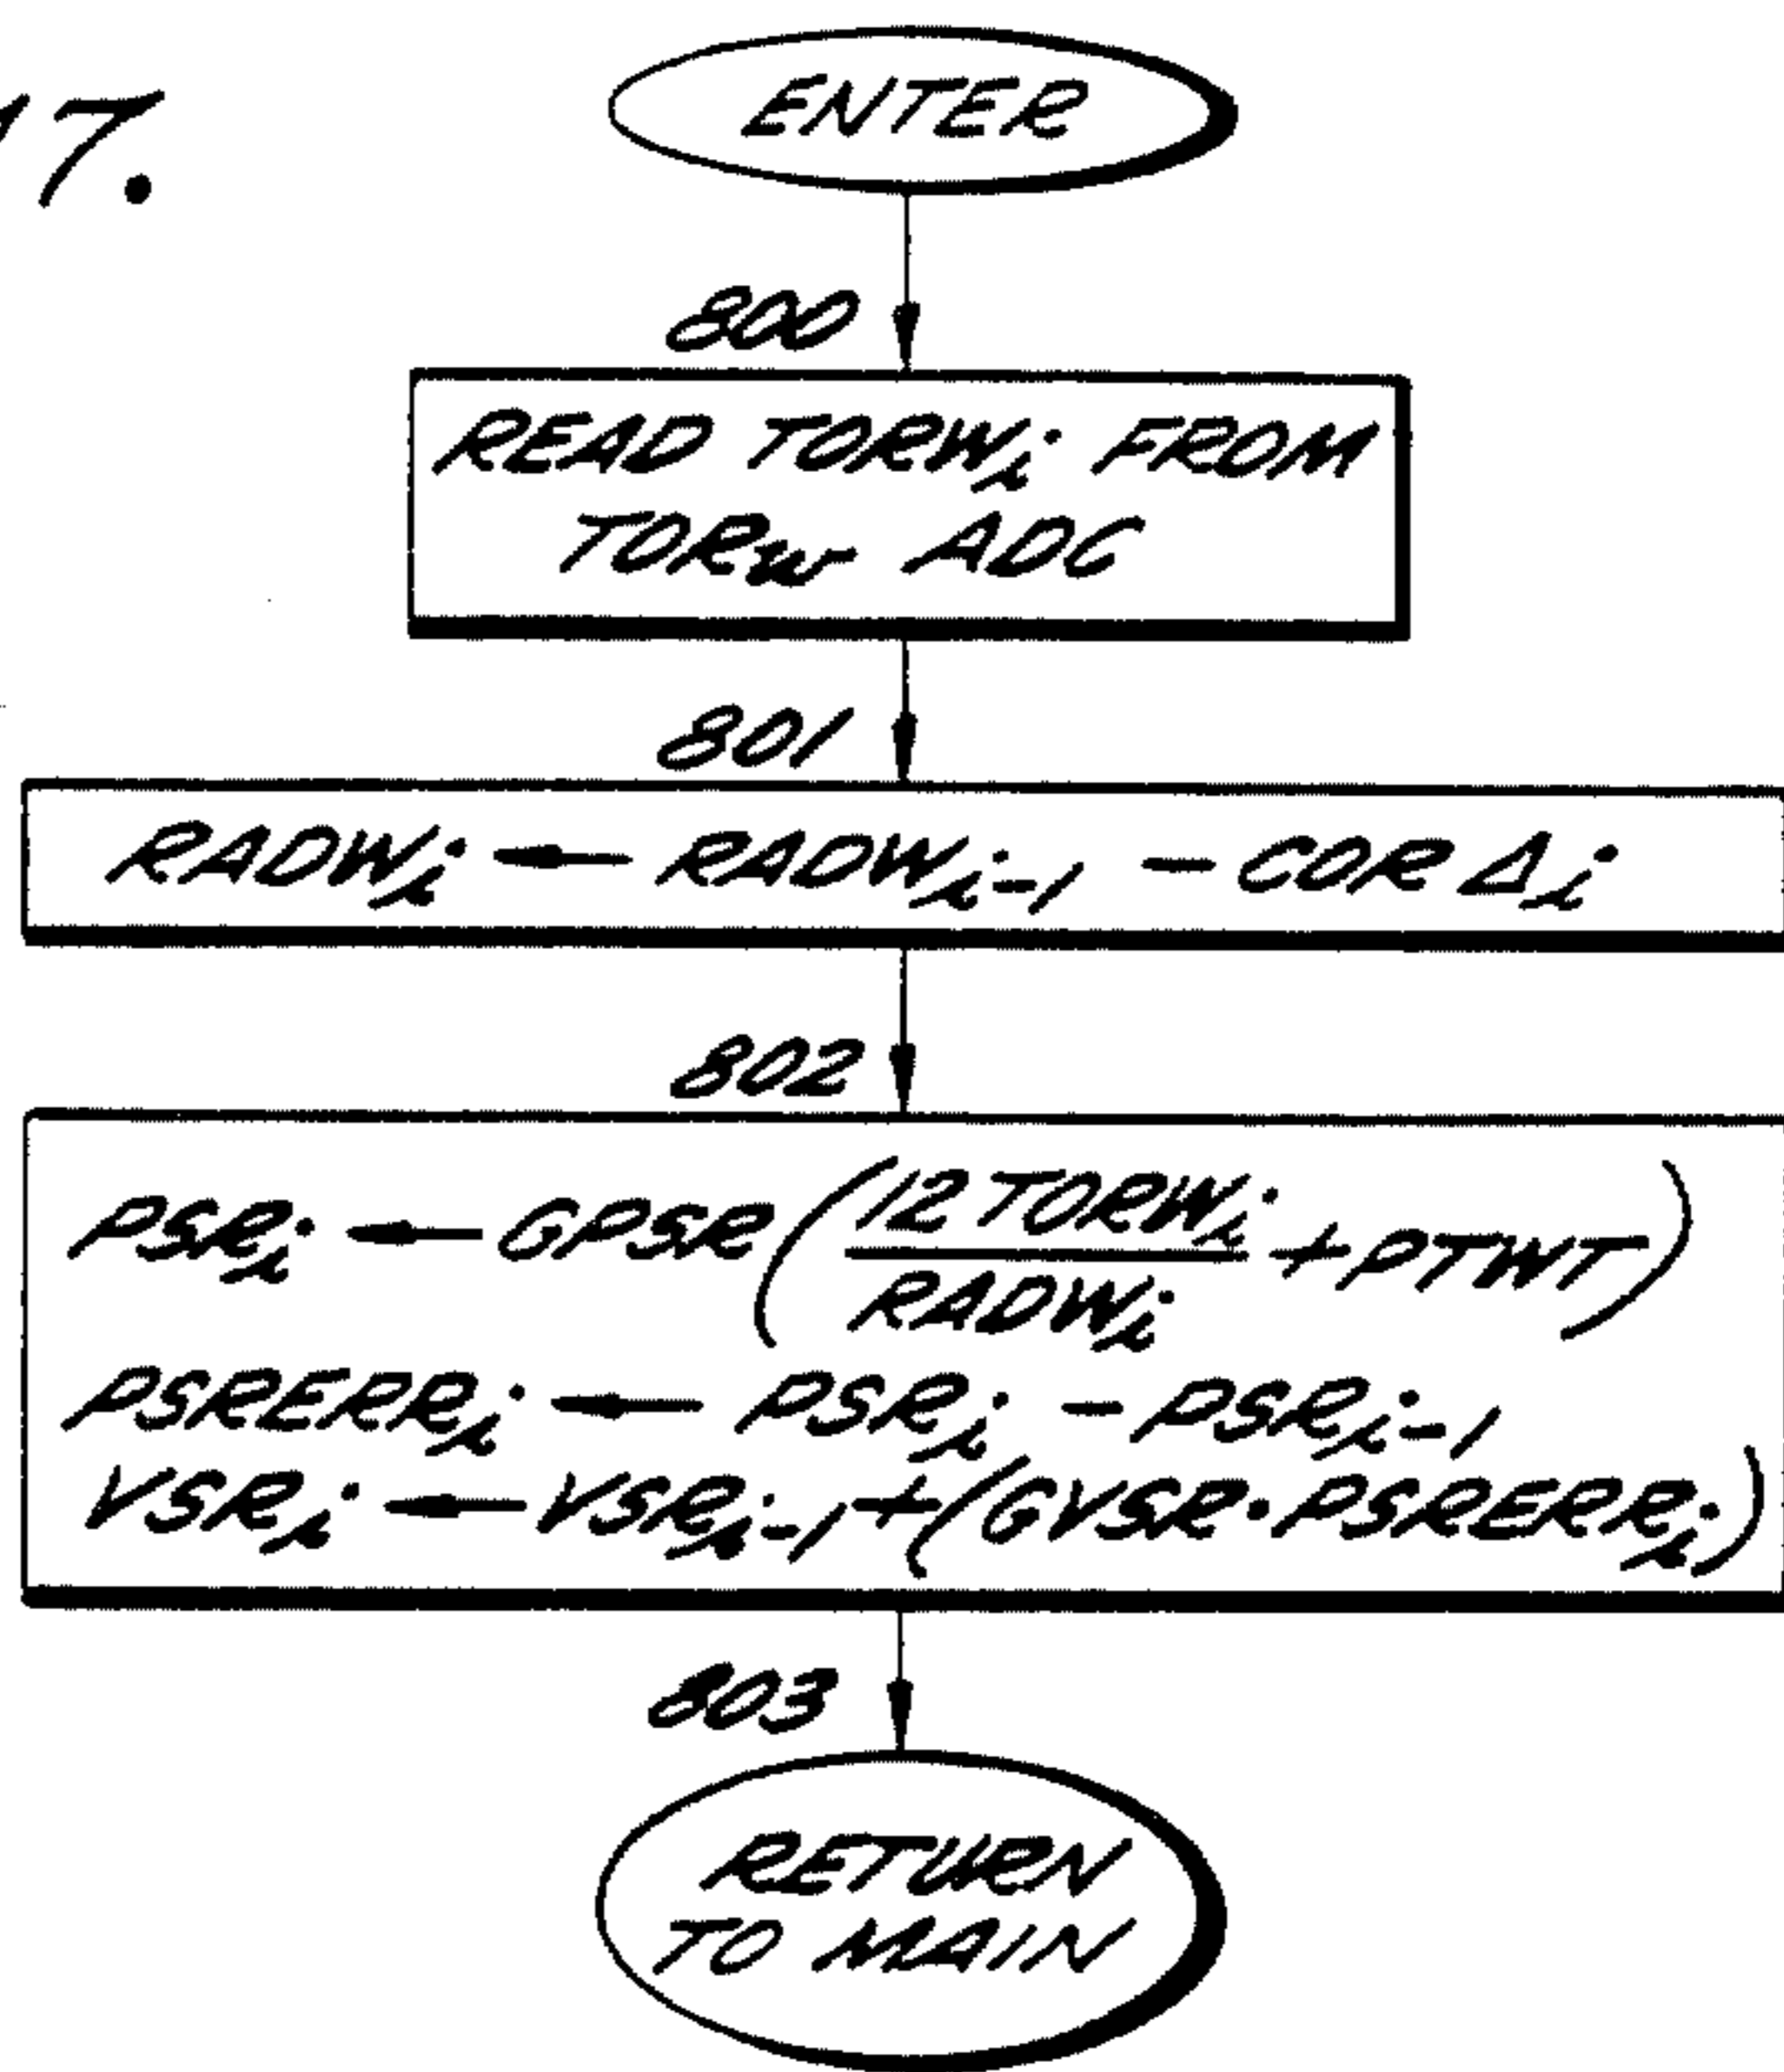 17.
ENTER
800
READ TORWᵢ FROM
TORW ADC
801
RADWᵢ ← RADWᵢ₋₁ - COR Δᵢ
802
PSRᵢ ← GPSR(12 TORWᵢ / RADWᵢ + PTWT)
PSRERRᵢ ← PSRᵢ - PSRᵢ₋₁
VSRᵢ ← VSRᵢ₋₁ + (GVSR·PSRERRᵢ)
803
RETURN
TO MAIN